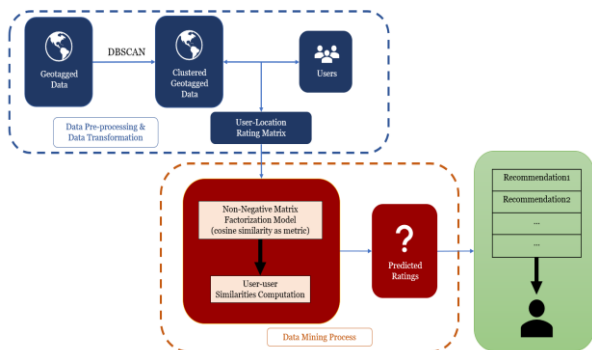 Geotagged
Data
DBSCAN
Clustered
Geotagged
Data
Users
Data Pre-processing &
Data Transformation
User-Location
Rating Matrix
Non-Negative Matrix
Factorization Model
(cosine similarity as metric)
User-user
Similarities Computation
?
Predicted
Ratings
Data Mining Process
Recommendation1
Recommendation2
...
...